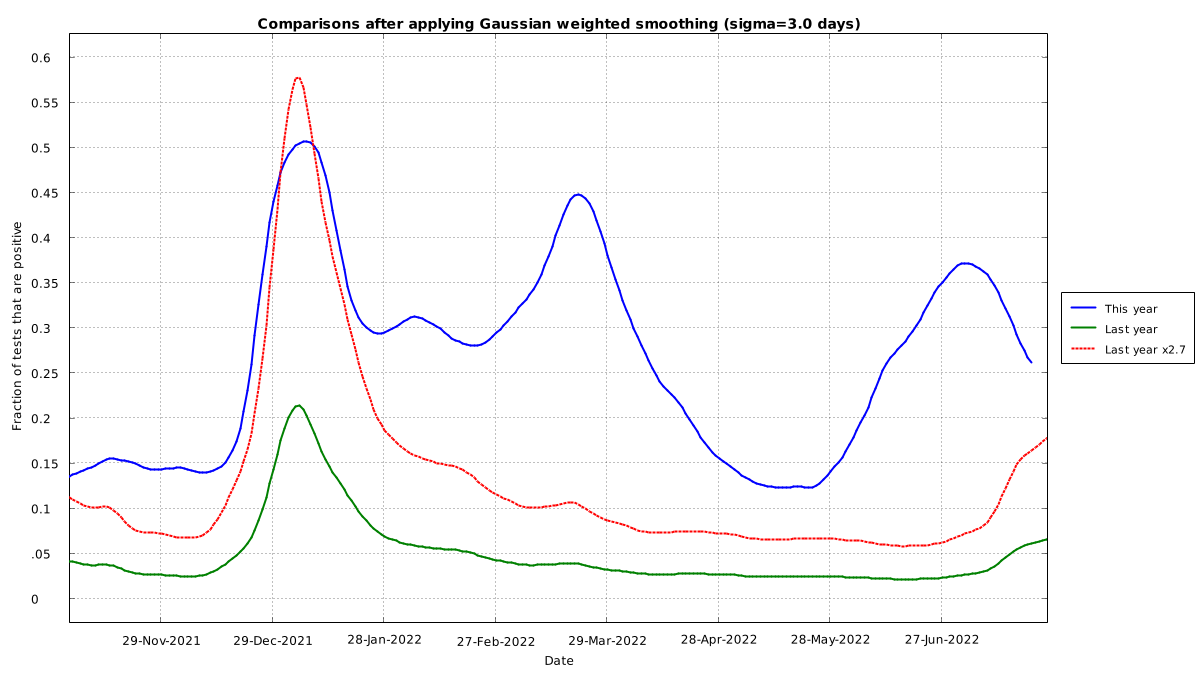 Comparisons after applying Gaussian weighted smoothing (sigma=3.0 days)
0.6
0.55
0.5
0.45
0.4
0.35
0.3
0.25
0.2
0.15
0.1
.05
0
Fraction of tests that are positive
29-Nov-2021 29-Dec-2021 28-Jan-2022 27-Feb-2022 29-Mar-2022 28-Apr-2022 28-May-2022 27-Jun-2022
Date
This year
Last year
Last year x2.7